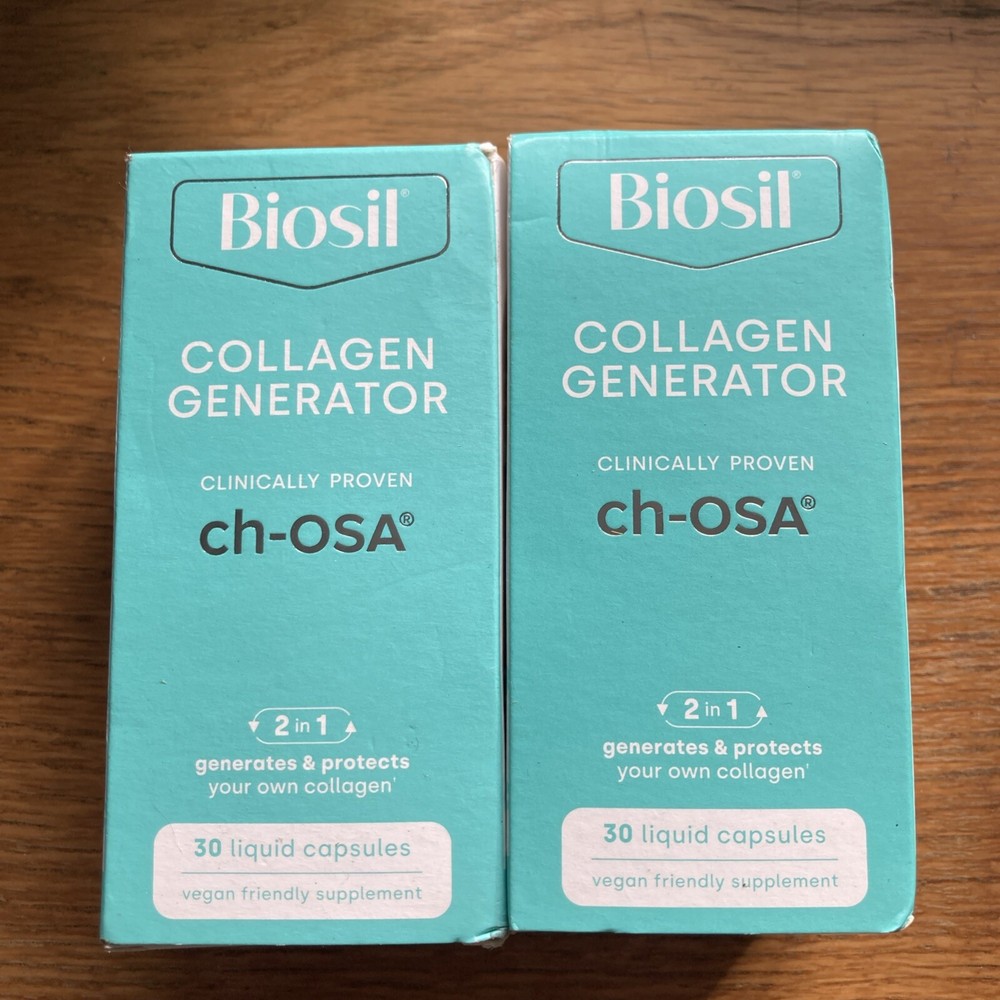 Biosil®
COLLAGEN
GENERATOR
CLINICALLY PROVEN
ch-OSA®
2 in 1
generates & protects
your own collagen¹
30 liquid capsules
vegan friendly supplement
Biosil®
COLLAGEN
GENERATOR
CLINICALLY PROVEN
ch-OSA®
2 in 1
generates & protects
your own collagen¹
30 liquid capsules
vegan friendly supplement